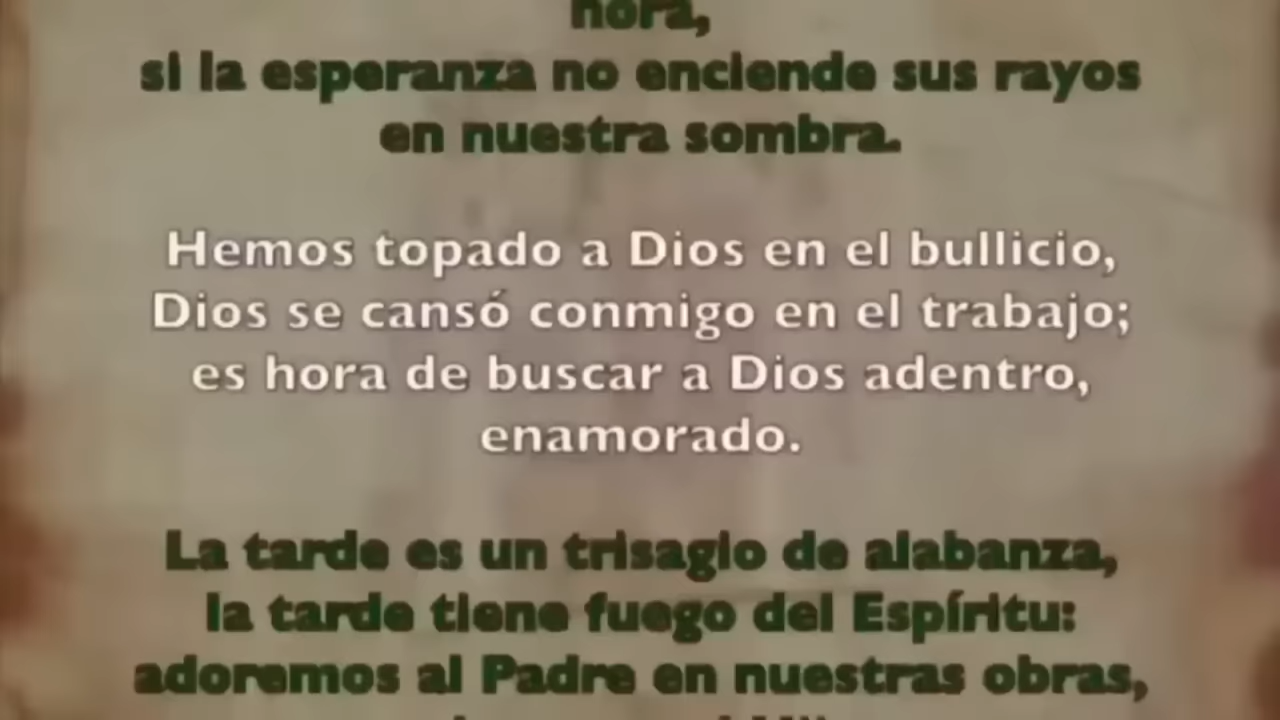 hora,
si la esperanza no enciende sus rayos
en nuestra sombra.
Hemos topado a Dios en el bullicio,
Dios se cansó conmigo en el trabajo;
es hora de buscar a Dios adentro,
enamorado.
La tarde es un trisagio de alabanza,
la tarde tiene fuego del Espíritu:
adoremos al Padre en nuestras obras,